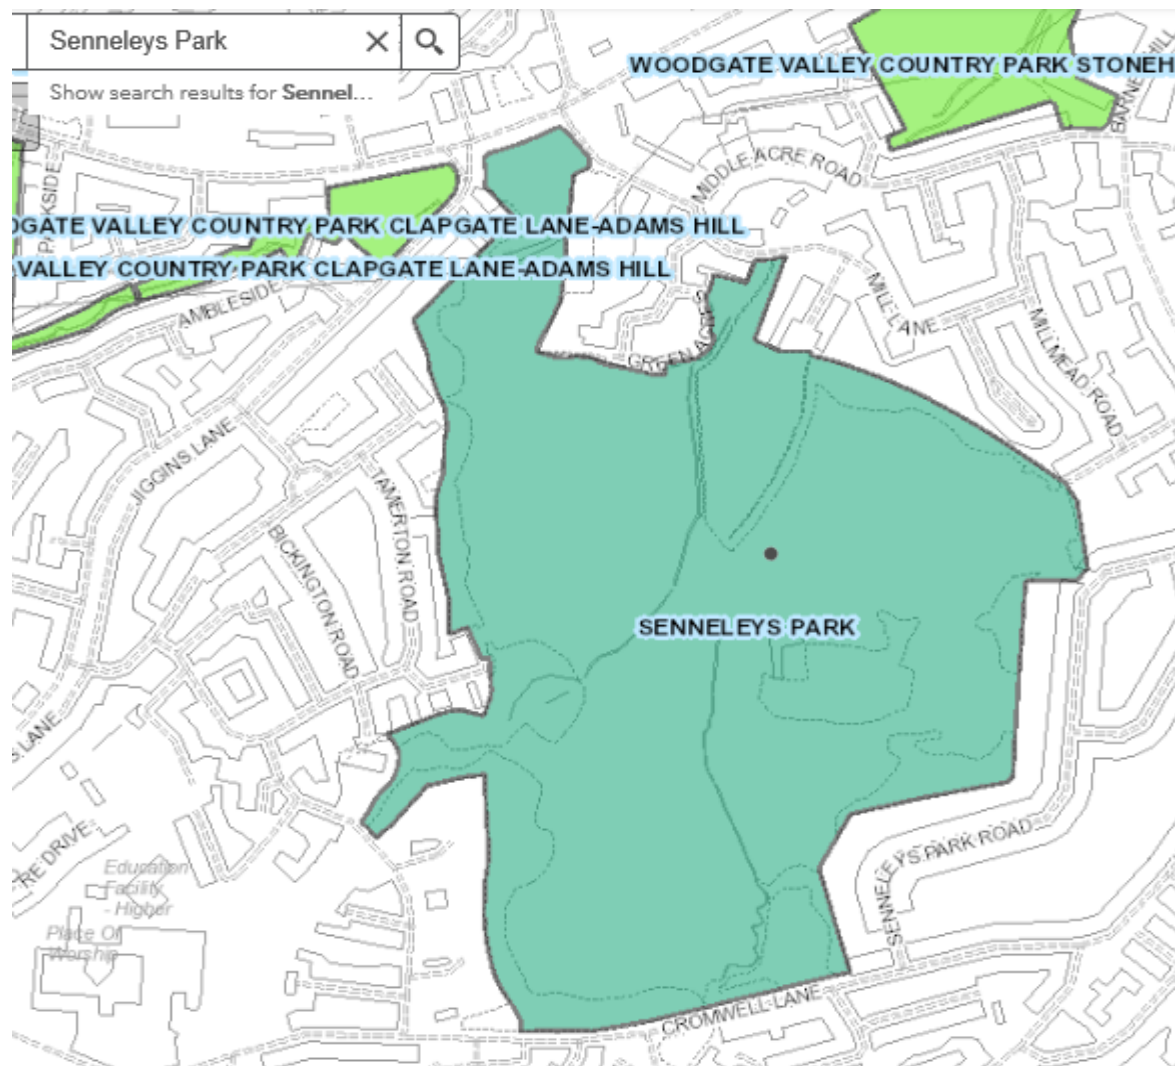 Senneleys Park
Show search results for Sennel...
WOODGATE VALLEY COUNTRY PARK STONEH
BARNE HILL
MIDDLE ACRE ROAD
PARKSIDE
DGATE VALLEY COUNTRY PARK CLAPGATE LANE-ADAMS HILL
VALLEY COUNTRY PARK CLAPGATE LANE-ADAMS HILL
AMBLESIDE
MILL LANE
MILLMEAD ROAD
GREEN ACRES
JIGGINS LANE
TAMERTON ROAD
BICKINGTON ROAD
SENNELEYS PARK
S LANE
RE DRIVE
Education
Facility
- Higher
Place Of
Worship
SENNELEYS PARK ROAD
CROMWELL LANE